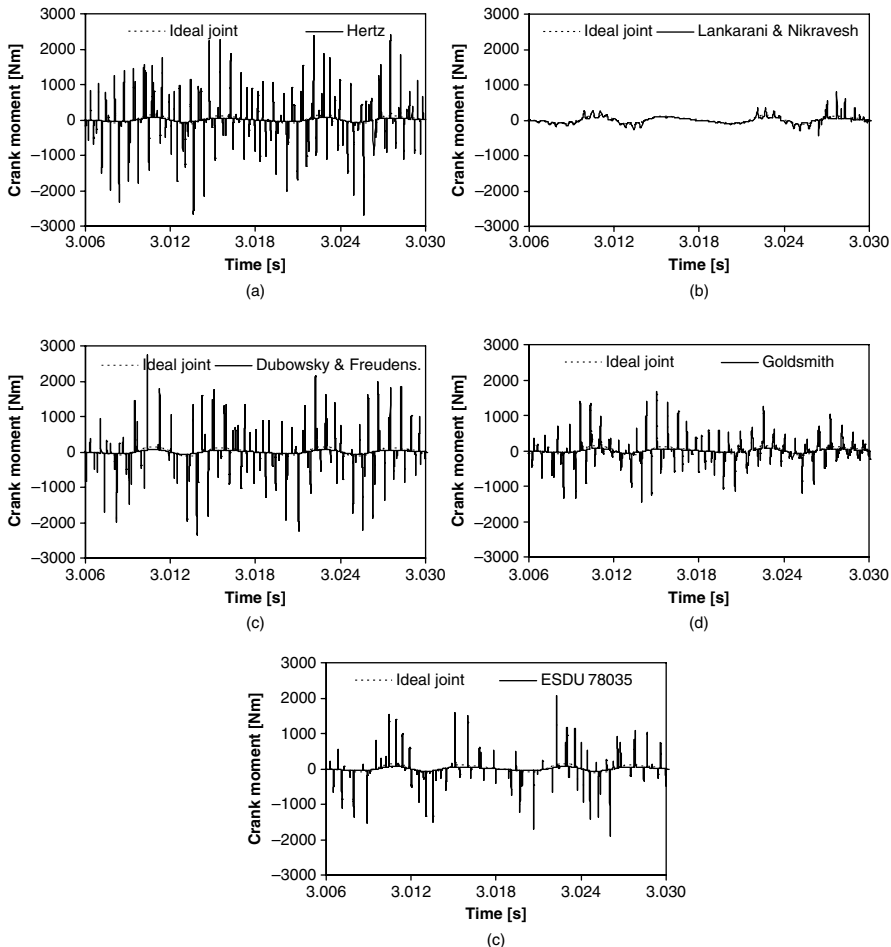 Ideal joint Hertz
3000
2000
1000
0
–1000
–2000
–3000
Crank moment [Nm]
3.006 3.012 3.018 3.024 3.030
Time [s]
(a)
Ideal joint Lankarani & Nikravesh
3000
2000
1000
0
–1000
–2000
–3000
Crank moment [Nm]
3.006 3.012 3.018 3.024 3.030
Time [s]
(b)
Ideal joint Dubowsky & Freudens.
3000
2000
1000
0
–1000
–2000
–3000
Crank moment [Nm]
3.006 3.012 3.018 3.024 3.030
Time [s]
(c)
Ideal joint Goldsmith
3000
2000
1000
0
–1000
–2000
–3000
Crank moment [Nm]
3.006 3.012 3.018 3.024 3.030
Time [s]
(d)
Ideal joint ESDU 78035
3000
2000
1000
0
–1000
–2000
–3000
Crank moment [Nm]
3.006 3.012 3.018 3.024 3.030
Time [s]
(c)